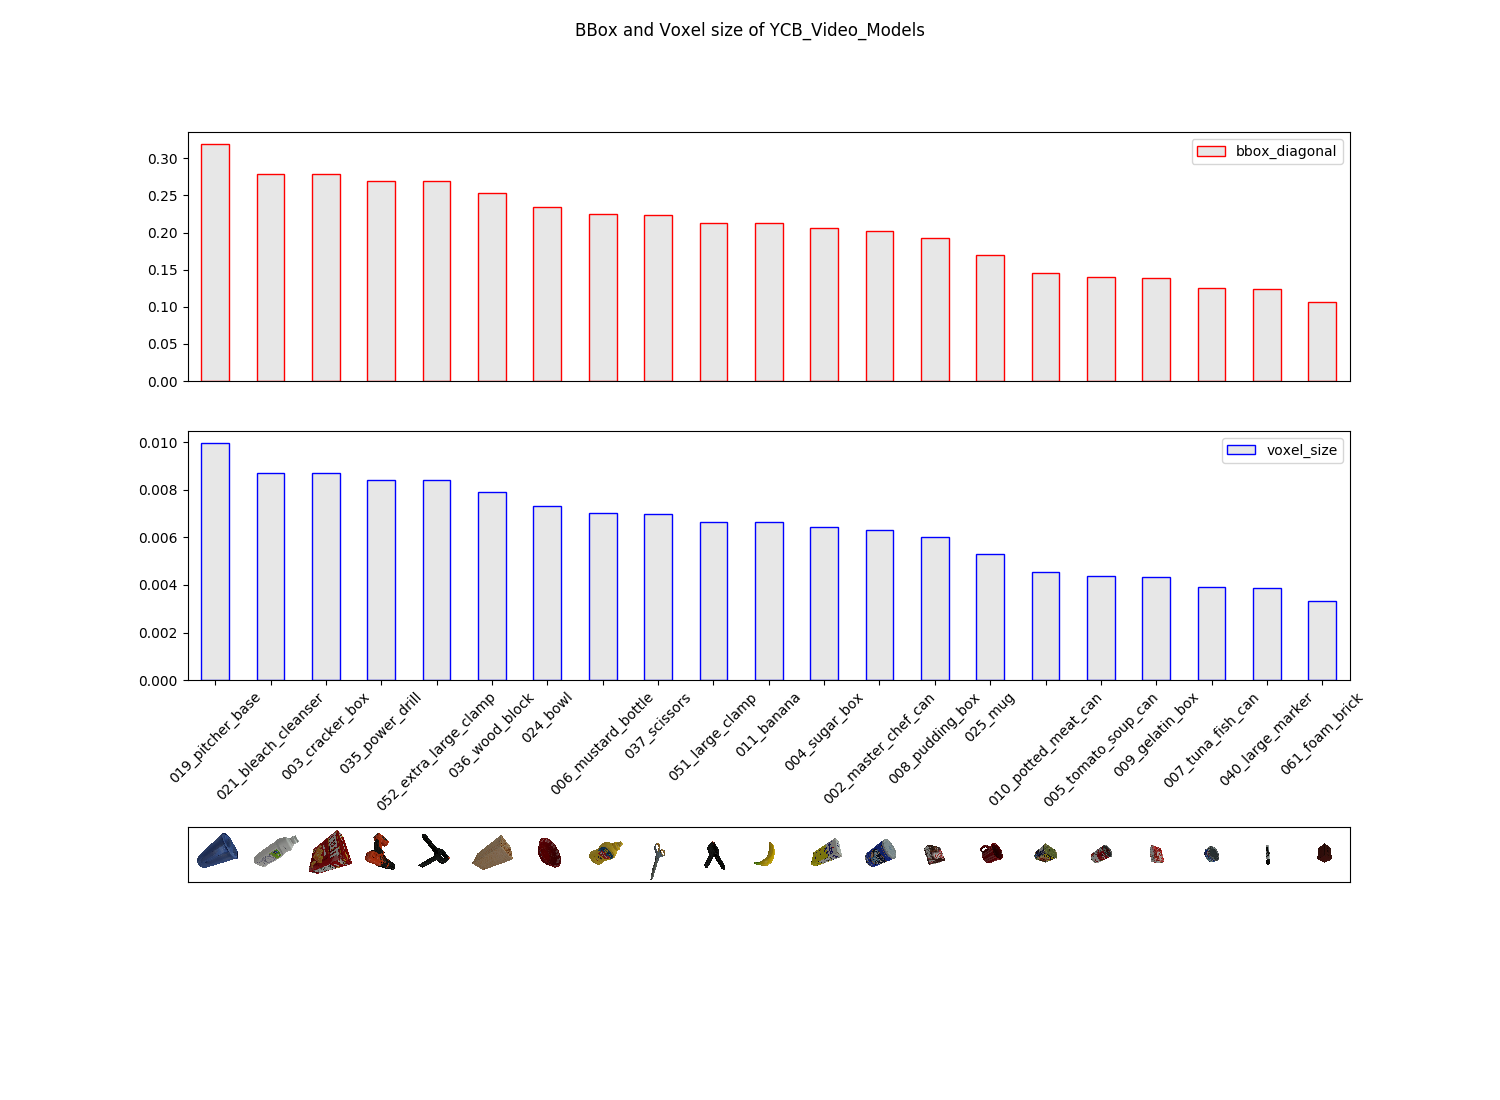 BBox and Voxel size of YCB_Video_Models
0.30
0.25
0.20
0.15
0.10
0.05
0.00
bbox_diagonal
0.010
0.008
0.006
0.004
0.002
0.000
voxel_size
019_pitcher_base
021_bleach_cleanser
003_cracker_box
035_power_drill
052_extra_large_clamp
036_wood_block
024_bowl
006_mustard_bottle
037_scissors
051_large_clamp
011_banana
004_sugar_box
002_master_chef_can
008_pudding_box
025_mug
010_potted_meat_can
005_tomato_soup_can
009_gelatin_box
007_tuna_fish_can
040_large_marker
061_foam_brick